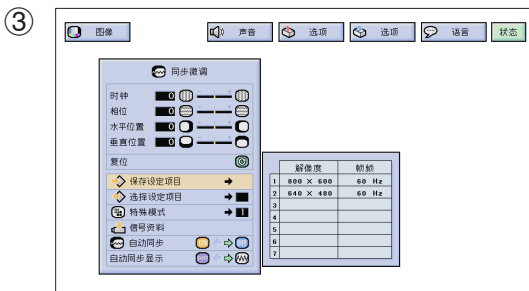 ③
图像 声音 选项 选项 语言 状态
同步微调
时钟 0
相位 0
水平位置 0
垂直位置 0
复位
保存设定项目
选择设定项目
特殊模式 1
信号资料
自动同步
自动同步显示
解像度 帧频
1 800 × 600 60 Hz
2 640 × 480 60 Hz
3
4
5
6
7